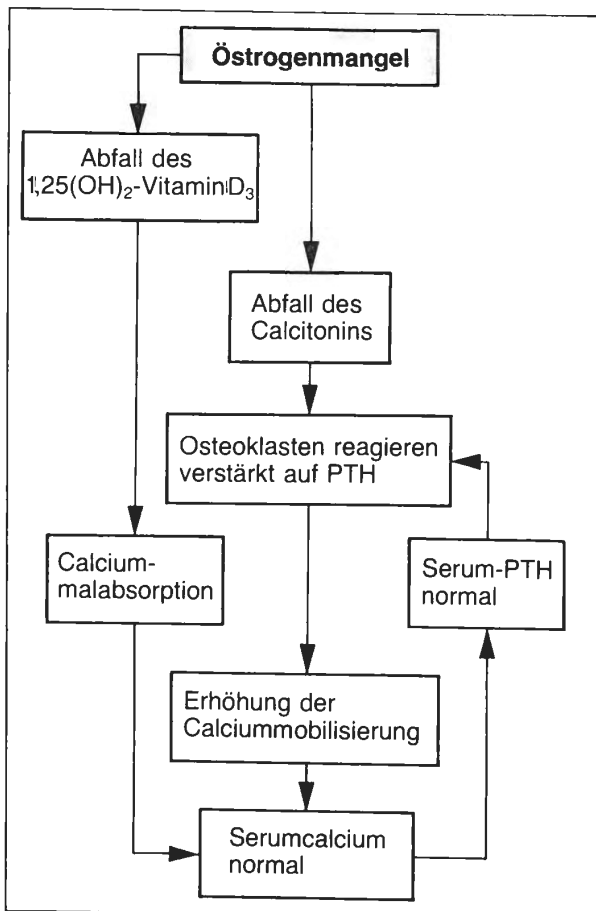 Östrogenmangel
Abfall des
1,25(OH)₂-Vitamin D₃
Abfall des
Calcitonins
Osteoklasten reagieren
verstärkt auf PTH
Calcium-
malabsorption
Serum-PTH
normal
Erhöhung der
Calciummobilisierung
Serumcalcium
normal